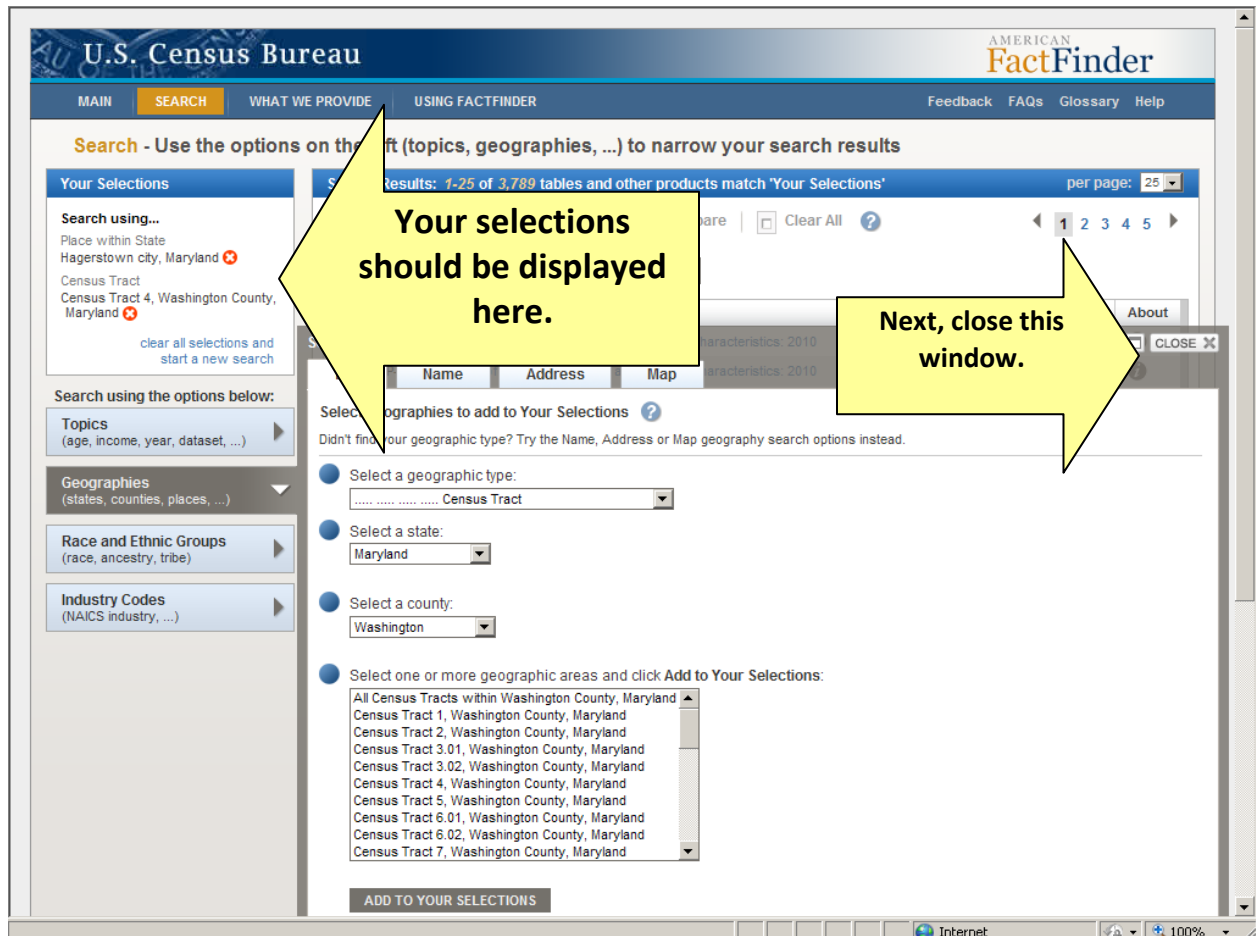 U.S. Census Bureau
AMERICAN
FactFinder
MAIN SEARCH WHAT WE PROVIDE USING FACTFINDER
Feedback FAQs Glossary Help
Search - Use the options on the ft (topics, geographies, ...) to narrow your search results
Your Selections
Search using...
Place within State
Hagerstown city, Maryland
Census Tract
Census Tract 4, Washington County,
Maryland
clear all selections and
start a new search
Search using the options below:
Topics
(age, income, year, dataset, ...)
Geographies
(states, counties, places, ...)
Race and Ethnic Groups
(race, ancestry, tribe)
Industry Codes
(NAICS industry, ...)
S Results: 1-25 of 3,789 tables and other products match 'Your Selections'
per page: 25
pare Clear All ?
1 2 3 4 5
Your selections
should be displayed
here.
Next, close this
window.
About
haracteristics: 2010
CLOSE X
Name Address Map
aracteristics: 2010
Selec ographies to add to Your Selections ?
Didn't find your geographic type? Try the Name, Address or Map geography search options instead.
Select a geographic type:
..... ..... ..... ..... Census Tract
Select a state:
Maryland
Select a county:
Washington
Select one or more geographic areas and click Add to Your Selections:
All Census Tracts within Washington County, Maryland
Census Tract 1, Washington County, Maryland
Census Tract 2, Washington County, Maryland
Census Tract 3.01, Washington County, Maryland
Census Tract 3.02, Washington County, Maryland
Census Tract 4, Washington County, Maryland
Census Tract 5, Washington County, Maryland
Census Tract 6.01, Washington County, Maryland
Census Tract 6.02, Washington County, Maryland
Census Tract 7, Washington County, Maryland
ADD TO YOUR SELECTIONS
Internet
100%